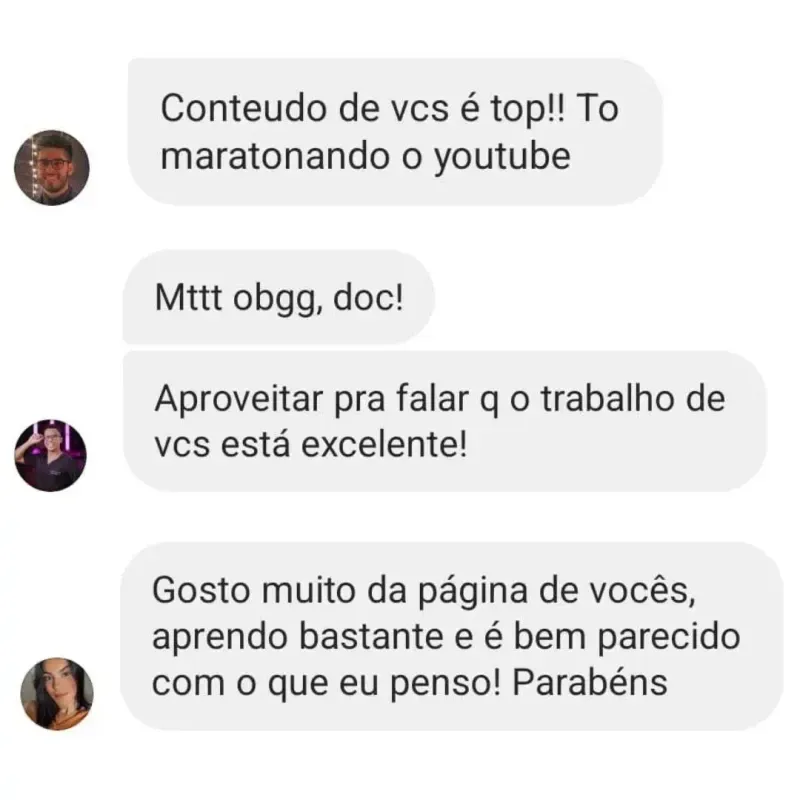 Conteudo de vcs é top!! To
maratonando o youtube
Mttt obgg, doc!
Aproveitar pra falar q o trabalho de
vcs está excelente!
Gosto muito da página de vocês,
aprendo bastante e é bem parecido
com o que eu penso! Parabéns